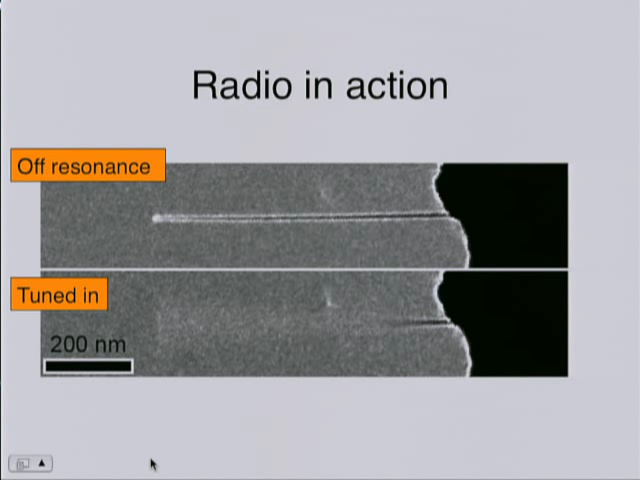 Radio in action
Off resonance
Tuned in
200 nm